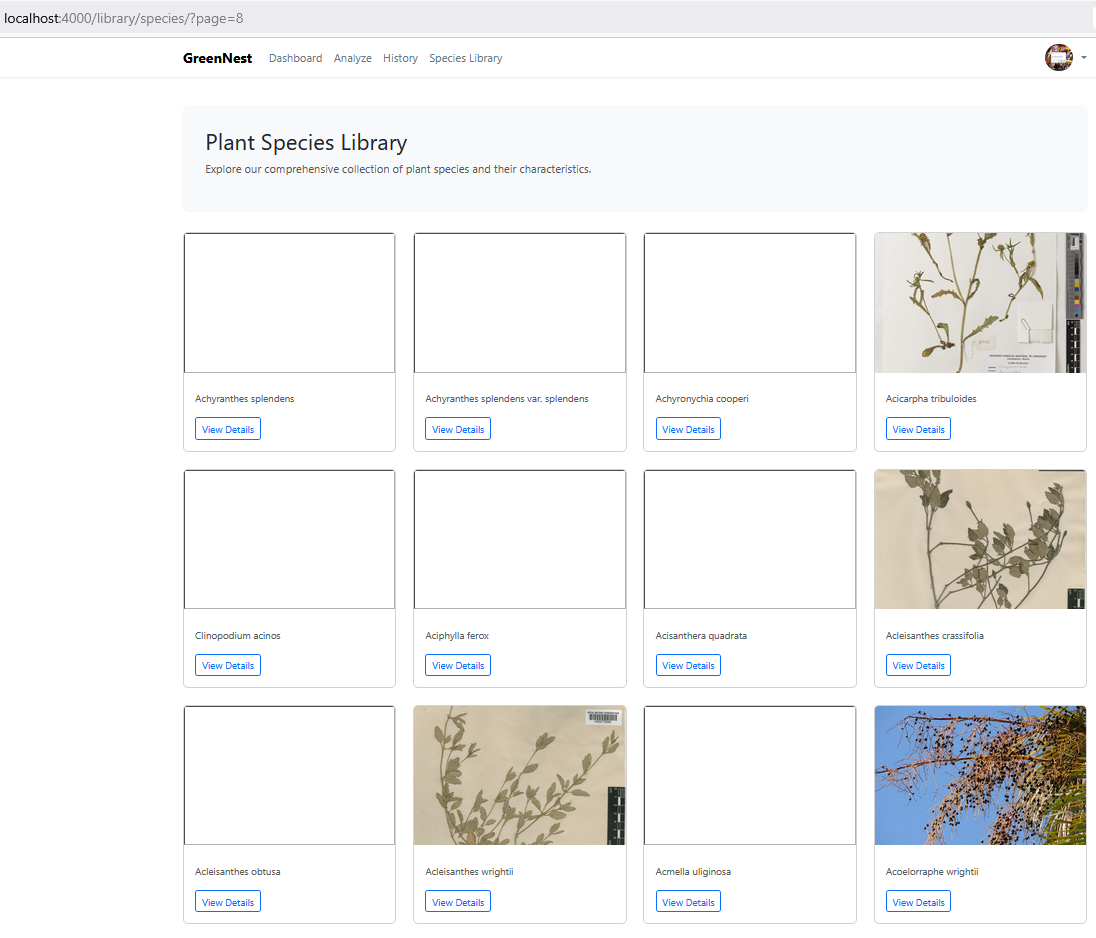 localhost:4000/library/species/?page=8
GreenNest Dashboard Analyze History Species Library
Plant Species Library
Explore our comprehensive collection of plant species and their characteristics.
Achyranthes splendens
View Details
Achyranthes splendens var. splendens
View Details
Achyronychia cooperi
View Details
Acicarpha tribuloides
View Details
Clinopodium acinos
View Details
Aciphylla ferox
View Details
Acisanthera quadrata
View Details
Acleisanthes crassifolia
View Details
Acleisanthes obtusa
View Details
Acleisanthes wrightii
View Details
Acmella uliginosa
View Details
Acoelorraphe wrightii
View Details